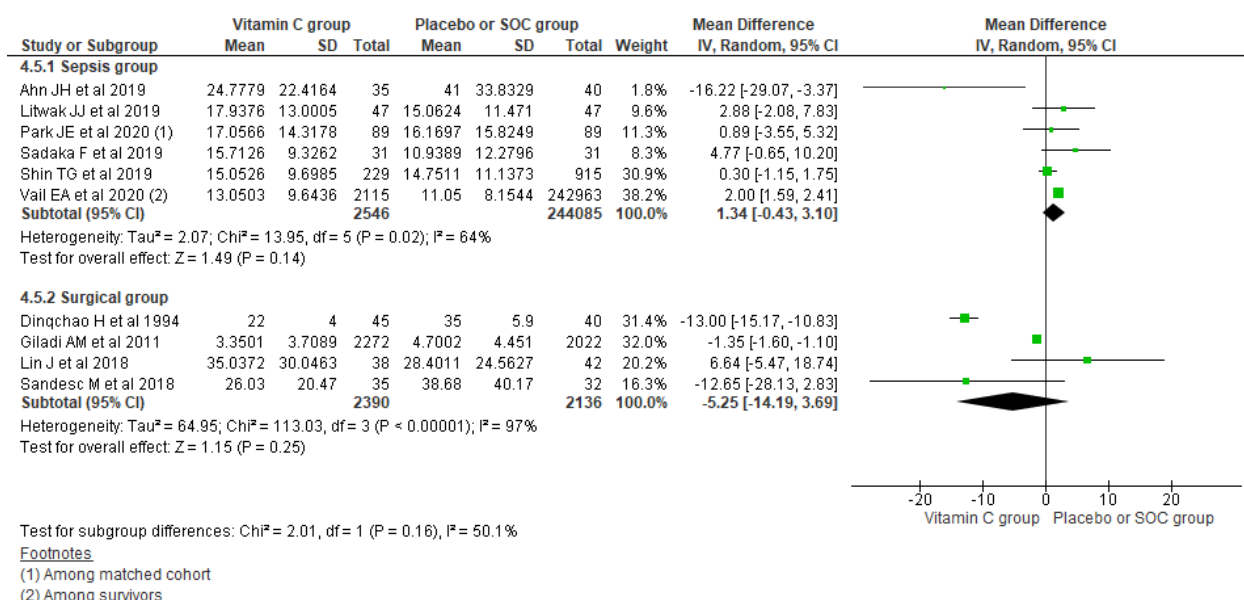 Vitamin C group Placebo or SOC group Mean Difference Mean Difference
Study or Subgroup Mean SD Total Mean SD Total Weight IV, Random, 95% CI IV, Random, 95% CI
4.5.1 Sepsis group
Ahn JH et al 2019 24.7779 22.4164 35 41 33.8329 40 1.8% -16.22 [-29.07, -3.37]
Litwak JJ et al 2019 17.9376 13.0005 47 15.0624 11.471 47 9.6% 2.88 [-2.08, 7.83]
Park JE et al 2020 (1) 17.0566 14.3178 89 16.1697 15.8249 89 11.3% 0.89 [-3.55, 5.32]
Sadaka F et al 2019 15.7126 9.3262 31 10.9389 12.2796 31 8.3% 4.77 [-0.65, 10.20]
Shin TG et al 2019 15.0526 9.6985 229 14.7511 11.1373 915 30.9% 0.30 [-1.15, 1.75]
Vail EA et al 2020 (2) 13.0503 9.6436 2115 11.05 8.1544 242963 38.2% 2.00 [1.59, 2.41]
Subtotal (95% CI) 2546 244085 100.0% 1.34 [-0.43, 3.10]
Heterogeneity: Tau² = 2.07; Chi² = 13.95, df = 5 (P = 0.02); I² = 64%
Test for overall effect: Z = 1.49 (P = 0.14)
4.5.2 Surgical group
Dingchao H et al 1994 22 4 45 35 5.9 40 31.4% -13.00 [-15.17, -10.83]
Giladi AM et al 2011 3.3501 3.7089 2272 4.7002 4.451 2022 32.0% -1.35 [-1.60, -1.10]
Lin J et al 2018 35.0372 30.0463 38 28.4011 24.5627 42 20.2% 6.64 [-5.47, 18.74]
Sandesc M et al 2018 26.03 20.47 35 38.68 40.17 32 16.3% -12.65 [-28.13, 2.83]
Subtotal (95% CI) 2390 2136 100.0% -5.25 [-14.19, 3.69]
Heterogeneity: Tau² = 64.95; Chi² = 113.03, df = 3 (P < 0.00001); I² = 97%
Test for overall effect: Z = 1.15 (P = 0.25)
-20 -10 0 10 20
Vitamin C group Placebo or SOC group
Test for subgroup differences: Chi² = 2.01, df = 1 (P = 0.16), I² = 50.1%
Footnotes
(1) Among matched cohort
(2) Among survivors